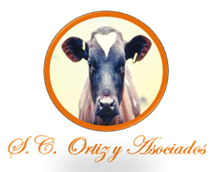 S. C. Ortiz y Asociados